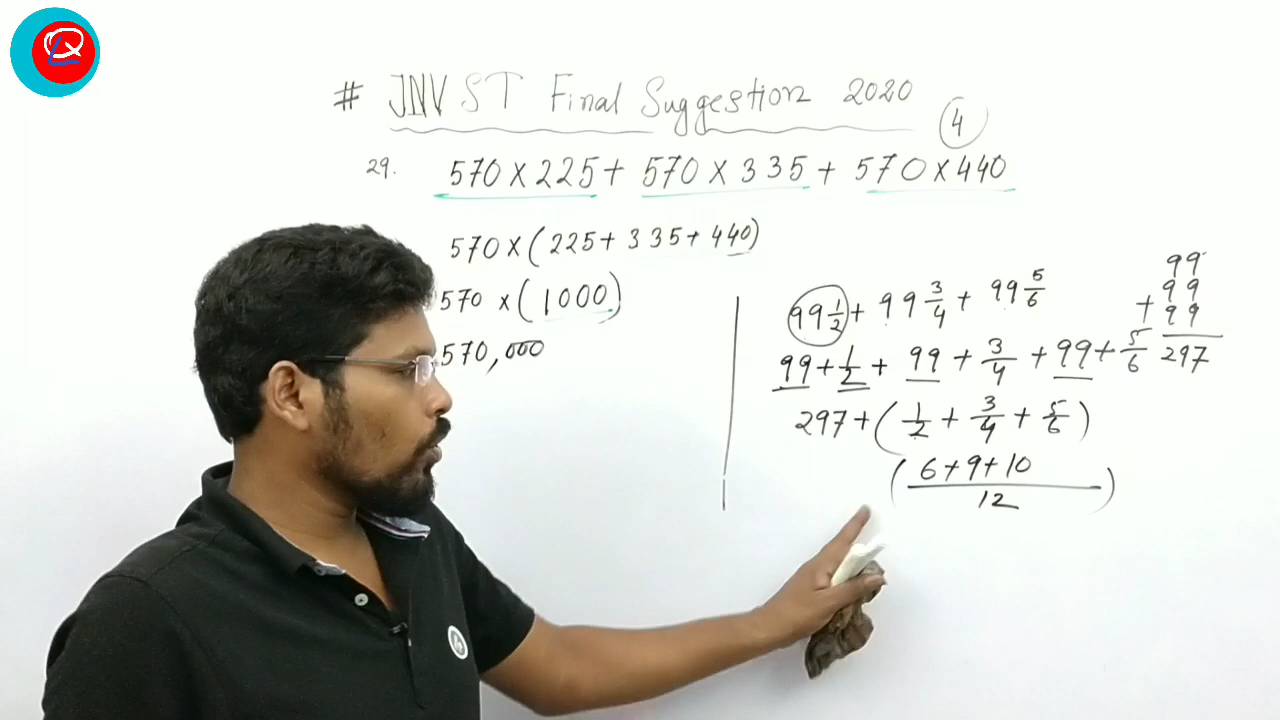 # JNV ST Final Suggestion 2020
4
29. 570 × 225 + 570 × 335 + 570 × 440
570 × ( 225 + 335 + 440 )
570 × ( 1000 )
570,000
99 1/2 + 99 3/4 + 99 5/6
99 + 1/2 + 99 + 3/4 + 99 + 5/6
297 + ( 1/2 + 3/4 + 5/6 )
( 6 + 9 + 10 / 12 )
99
99
+ 99
297